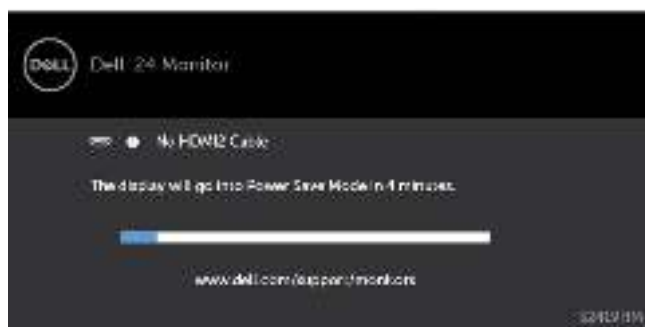 DELL Dell 24 Monitor
No HDMI2 Cable
The display will go into Power Save Mode in 4 minutes.
www.dell.com/support/monitors